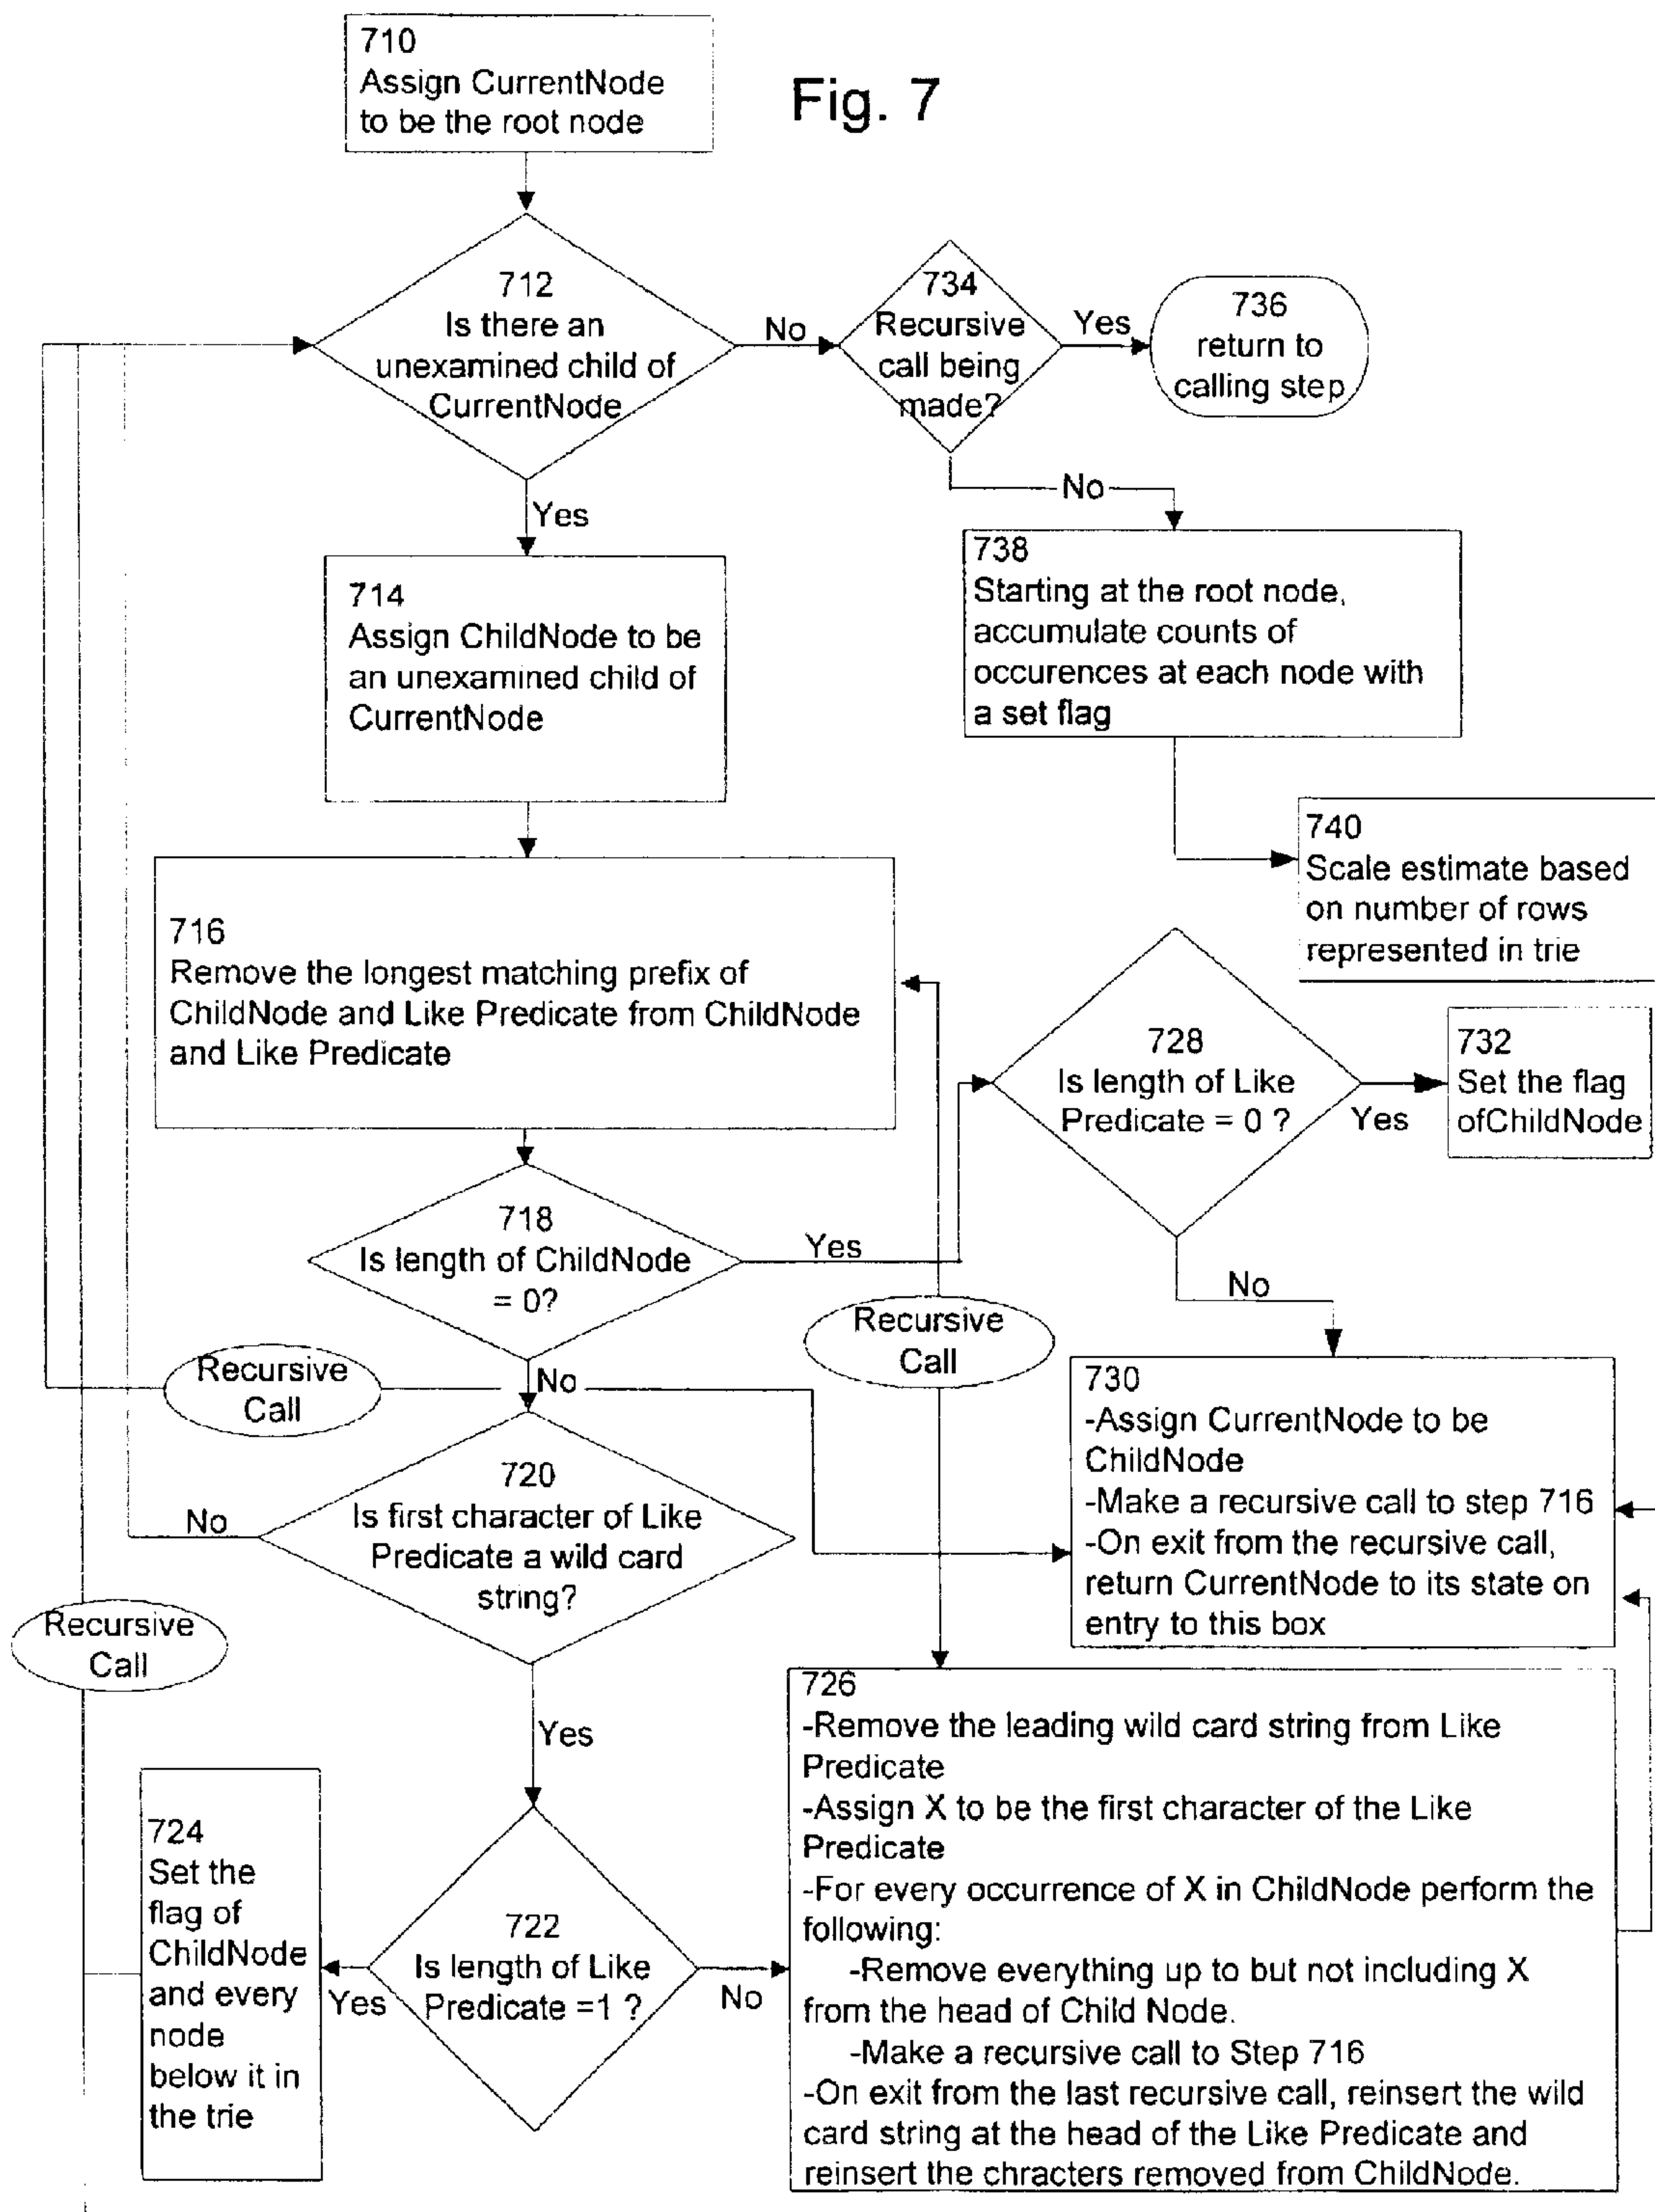 710
Assign CurrentNode
to be the root node
Fig. 7
712
Is there an
unexamined child of
CurrentNode
No
734
Recursive
call being
made?
Yes
736
return to
calling step
Yes
No
714
Assign ChildNode to be
an unexamined child of
CurrentNode
738
Starting at the root node,
accumulate counts of
occurences at each node with
a set flag
740
Scale estimate based
on number of rows
represented in trie
716
Remove the longest matching prefix of
ChildNode and Like Predicate from ChildNode
and Like Predicate
728
Is length of Like
Predicate = 0 ?
Yes
732
Set the flag
ofChildNode
718
Is length of ChildNode
= 0?
Yes
No
Recursive
Call
Recursive
Call
No
730
-Assign CurrentNode to be
ChildNode
-Make a recursive call to step 716
-On exit from the recursive call,
return CurrentNode to its state on
entry to this box
720
Is first character of Like
Predicate a wild card
string?
No
Recursive
Call
Yes
726
-Remove the leading wild card string from Like
Predicate
-Assign X to be the first character of the Like
Predicate
-For every occurrence of X in ChildNode perform the
following:
-Remove everything up to but not including X
from the head of Child Node.
-Make a recursive call to Step 716
-On exit from the last recursive call, reinsert the wild
card string at the head of the Like Predicate and
reinsert the chracters removed from ChildNode.
724
Set the
flag of
ChildNode
and every
node
below it in
the trie
722
Is length of Like
Predicate =1 ?
Yes
No